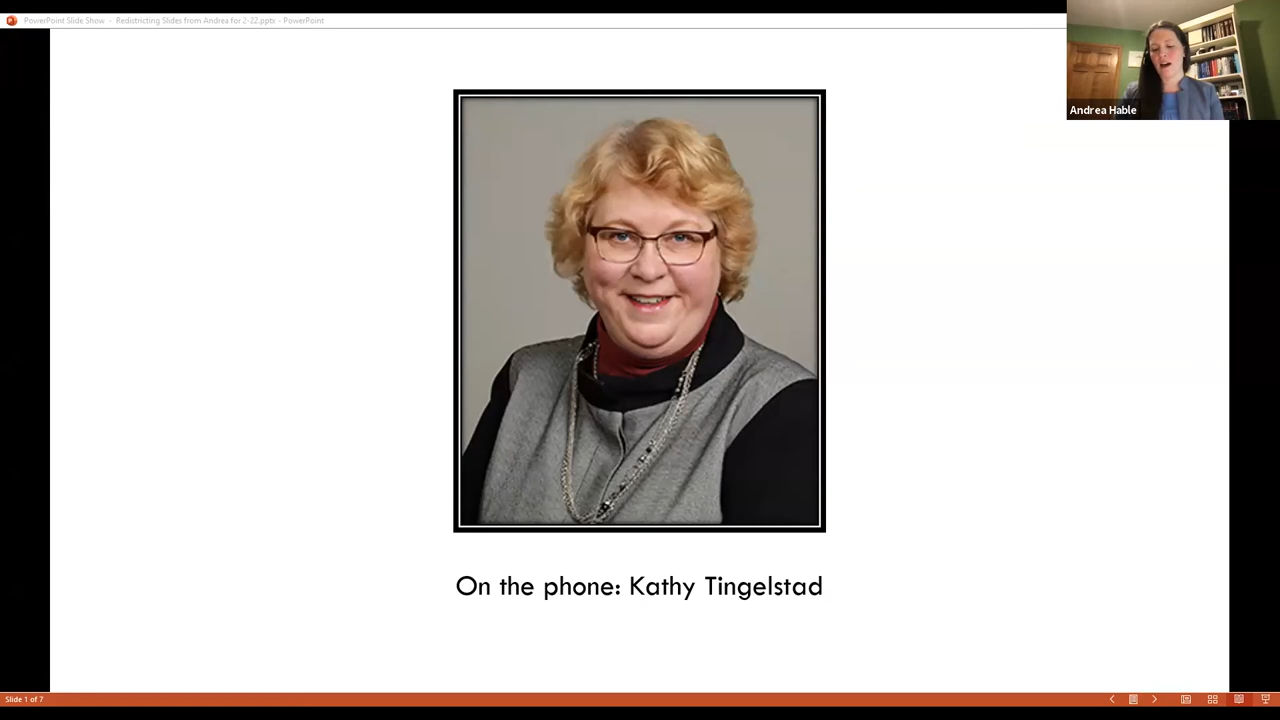 PowerPoint Slide Show - Redistricting Slides from Andrea for 2-22.pptx - PowerPoint
Andrea Hable
On the phone: Kathy Tingelstad
Slide 1 of 7